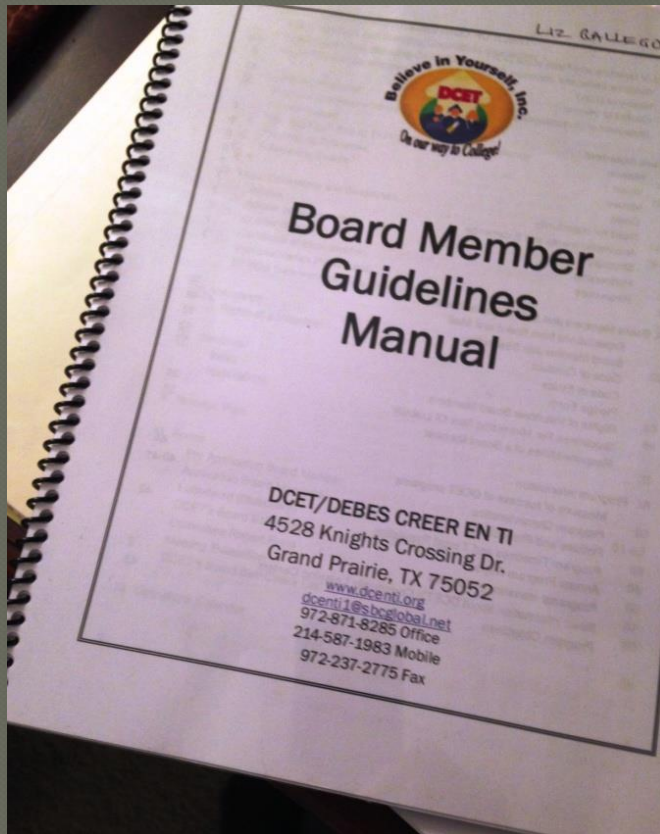 LIZ GALLEGO
Believe in Yourself, Inc.
DCET
On our way to College!
Board Member
Guidelines
Manual
DCET/DEBES CREER EN TI
4528 Knights Crossing Dr.
Grand Prairie, TX 75052
www.dcenti.org
dcenti1@sbcglobal.net
972-871-8285 Office
214-587-1983 Mobile
972-237-2775 Fax